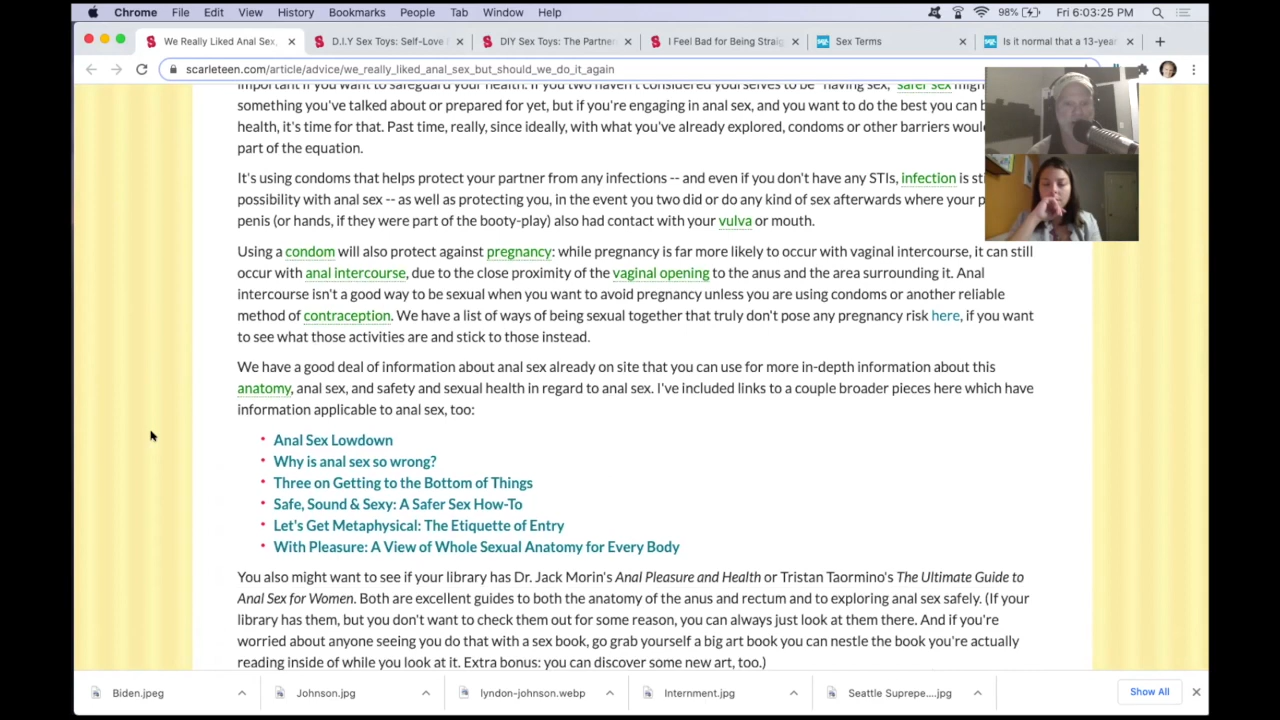 Chrome File Edit View History Bookmarks People Tab Window Help 98% Fri 6:03:25 PM
We Really Liked Anal Sex, D.I.Y Sex Toys: Self-Love DIY Sex Toys: The Partner I Feel Bad for Being Straig Sex Terms Is it normal that a 13-year
scarleteen.com/article/advice/we_really_liked_anal_sex_but_should_we_do_it_again
important if you want to safeguard your health. If you two haven't considered yourselves to be "having sex," safer sex
something you've talked about or prepared for yet, but if you're engaging in anal sex, and you want to do the best you can
health, it's time for that. Past time, really, since ideally, with what you've already explored, condoms or other barriers
part of the equation.
It's using condoms that helps protect your partner from any infections -- and even if you don't have any STIs, infection is
possibility with anal sex -- as well as protecting you, in the event you two did or do any kind of sex afterwards where your
penis (or hands, if they were part of the booty-play) also had contact with your vulva or mouth.
Using a condom will also protect against pregnancy: while pregnancy is far more likely to occur with vaginal intercourse, it can still
occur with anal intercourse, due to the close proximity of the vaginal opening to the anus and the area surrounding it. Anal
intercourse isn't a good way to be sexual when you want to avoid pregnancy unless you are using condoms or another reliable
method of contraception. We have a list of ways of being sexual together that truly don't pose any pregnancy risk here, if you want
to see what those activities are and stick to those instead.
We have a good deal of information about anal sex already on site that you can use for more in-depth information about this
anatomy, anal sex, and safety and sexual health in regard to anal sex. I've included links to a couple broader pieces here which have
information applicable to anal sex, too:
Anal Sex Lowdown
Why is anal sex so wrong?
Three on Getting to the Bottom of Things
Safe, Sound & Sexy: A Safer Sex How-To
Let's Get Metaphysical: The Etiquette of Entry
With Pleasure: A View of Whole Sexual Anatomy for Every Body
You also might want to see if your library has Dr. Jack Morin's Anal Pleasure and Health or Tristan Taormino's The Ultimate Guide to
Anal Sex for Women. Both are excellent guides to both the anatomy of the anus and rectum and to exploring anal sex safely. (If your
library has them, but you don't want to check them out for some reason, you can always just look at them there. And if you're
worried about anyone seeing you do that with a sex book, go grab yourself a big art book you can nestle the book you're actually
reading inside of while you look at it. Extra bonus: you can discover some new art, too.)
Biden.jpeg Johnson.jpg lyndon-johnson.webp Internment.jpg Seattle Suprepe....jpg Show All